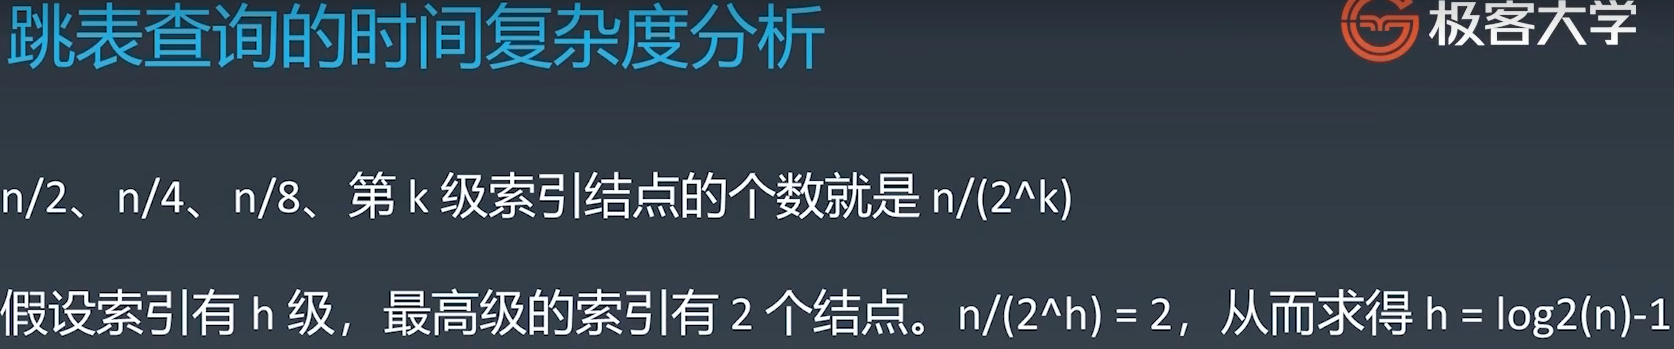 跳表查询的时间复杂度分析
极客大学
n/2、n/4、n/8、第 k 级索引结点的个数就是 n/(2^k)
假设索引有 h 级，最高级的索引有 2 个结点。n/(2^h) = 2，从而求得 h = log2(n)-1